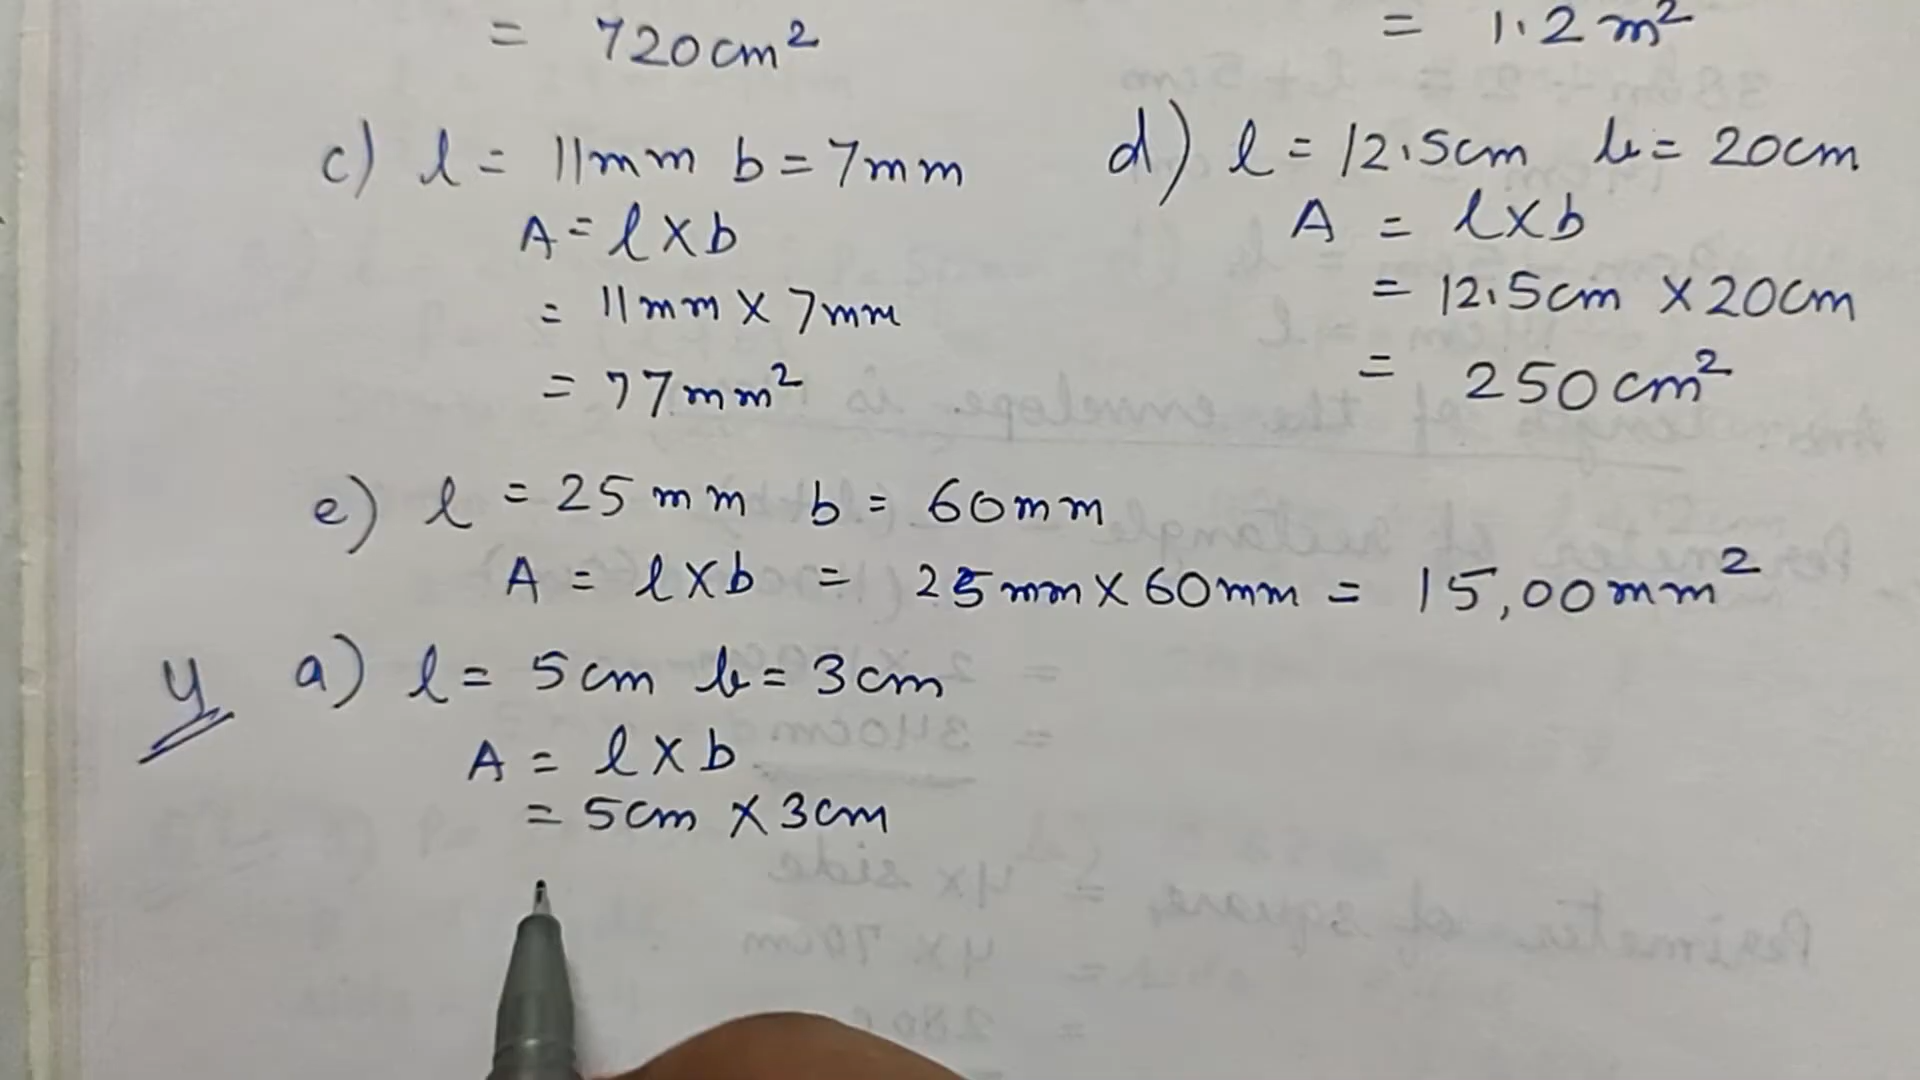 = 720cm²
= 1.2m²
c) l = 11mm b = 7mm
A = l x b
= 11mm x 7mm
= 77mm²
d) l = 12.5cm b = 20cm
A = l x b
= 12.5cm x 20cm
= 250cm²
e) l = 25mm b = 60mm
A = l x b = 25mm x 60mm = 15,00mm²
4 a) l = 5cm b = 3cm
A = l x b
= 5cm x 3cm